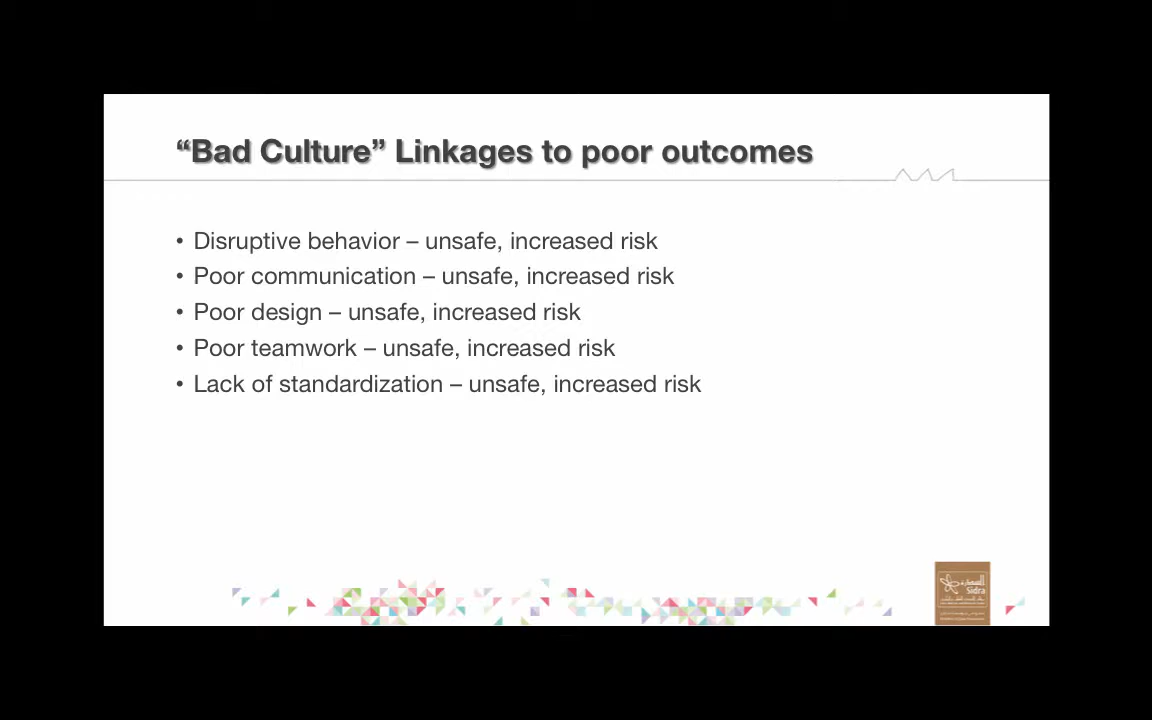 “Bad Culture” Linkages to poor outcomes
• Disruptive behavior – unsafe, increased risk
• Poor communication – unsafe, increased risk
• Poor design – unsafe, increased risk
• Poor teamwork – unsafe, increased risk
• Lack of standardization – unsafe, increased risk
Sidra